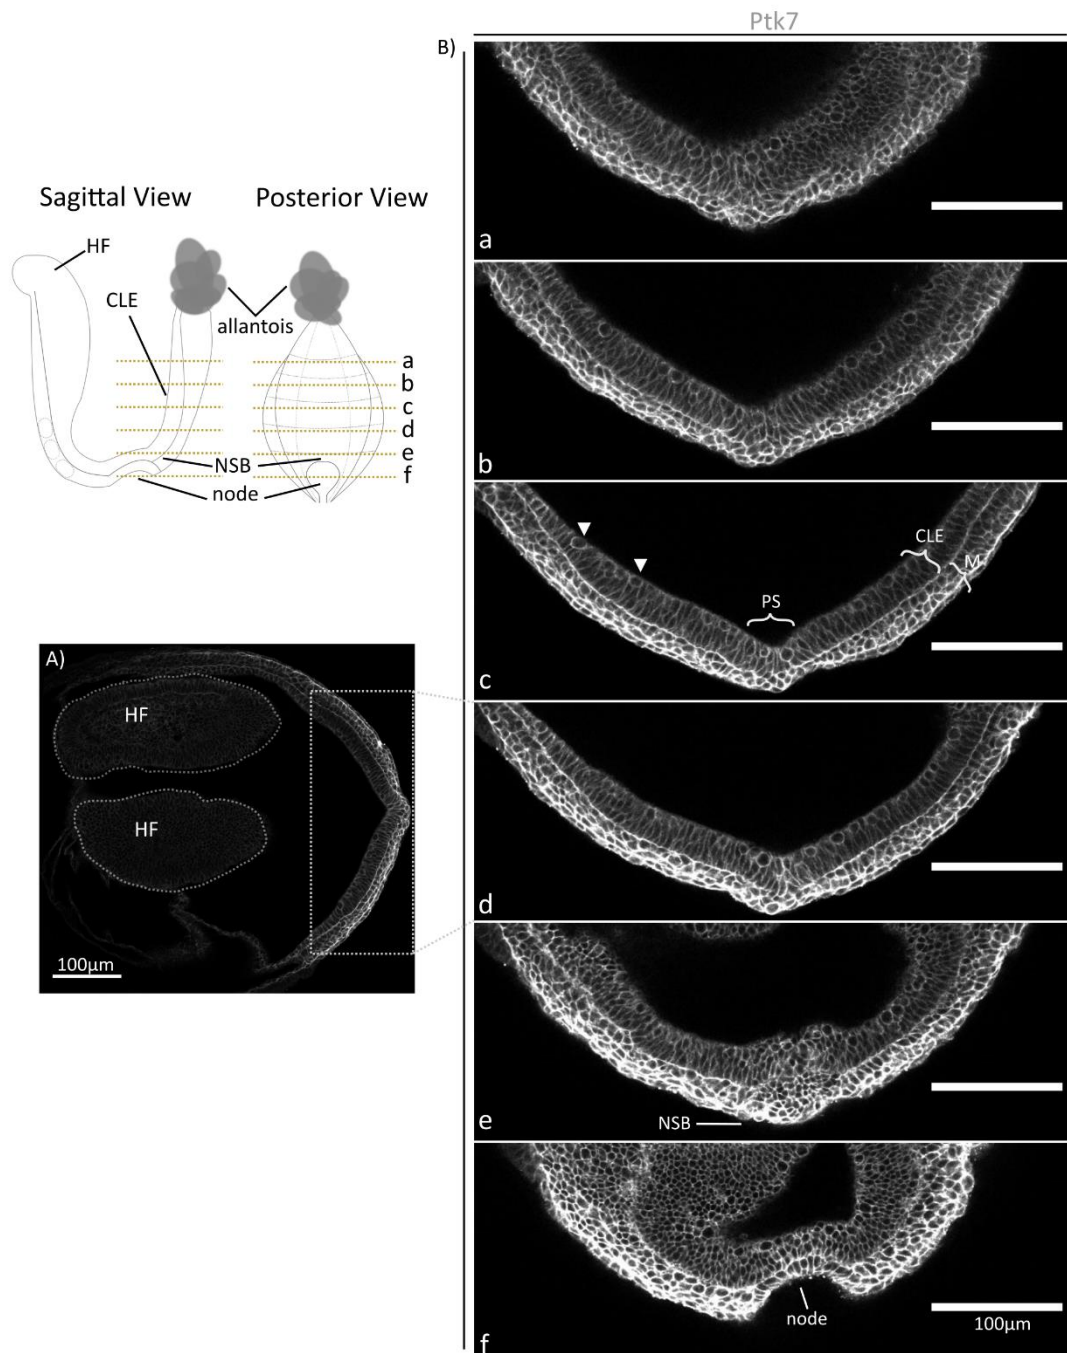 Ptk7
B)
Sagittal View
Posterior View
HF
CLE
allantois
a
b
c
d
e
f
NSB
node
A)
HF
HF
100μm
a
b
CLE
M
PS
c
d
e
NSB
node
100μm
f